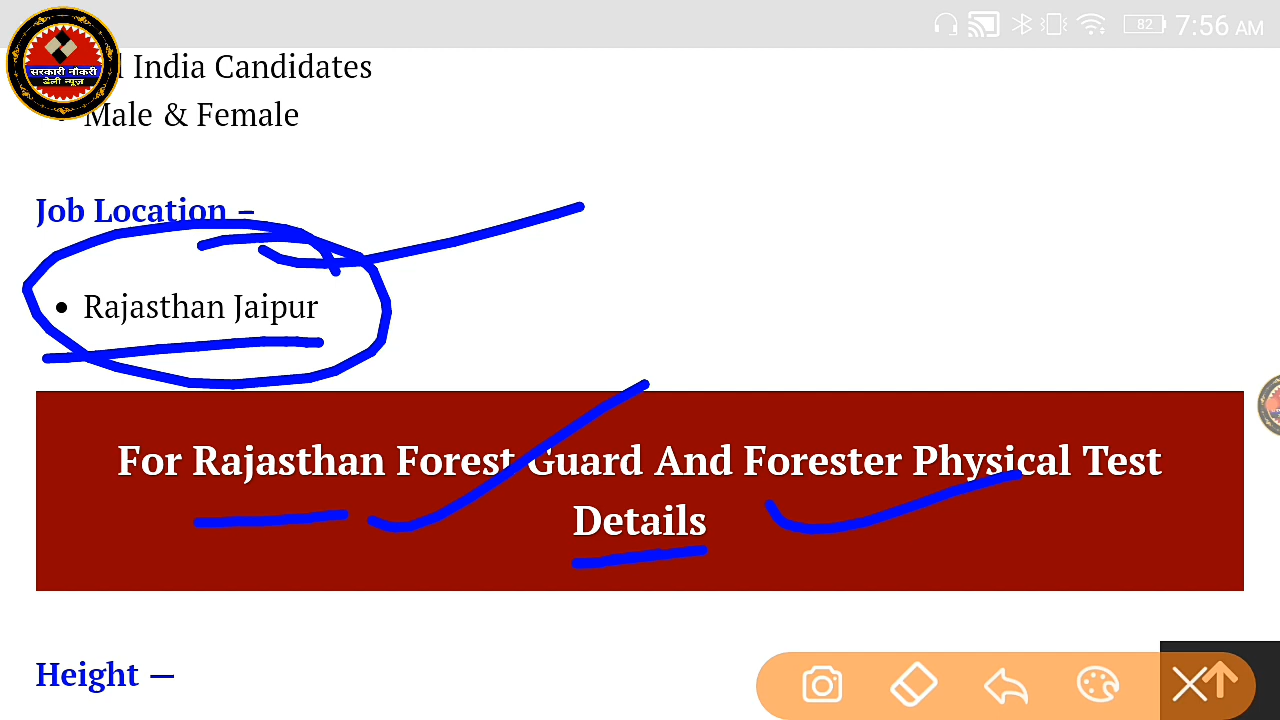 82 7:56 AM
सरकारी नौकरी
डेली न्यूज़
India Candidates
Male & Female
Job Location –
• Rajasthan Jaipur
For Rajasthan Forest Guard And Forester Physical Test
Details
Height —